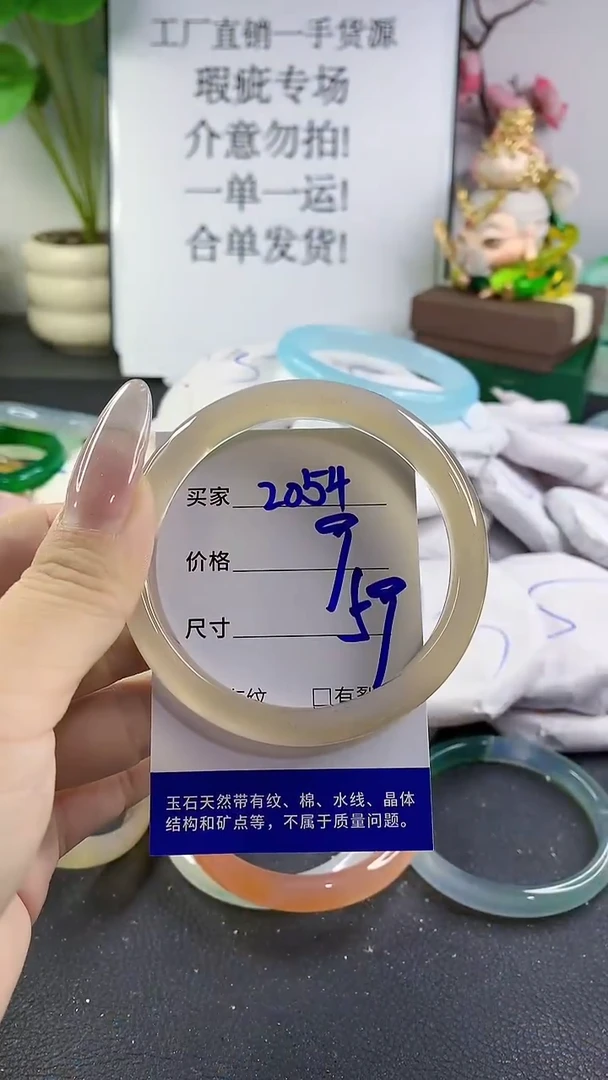 工厂直销一手货源
瑕疵专场
介意勿拍!
一单一运!
合单发货!
买家 2054
价格 9
尺寸 59
纹 □有裂
玉石天然带有纹、棉、水线、晶体
结构和矿点等，不属于质量问题。